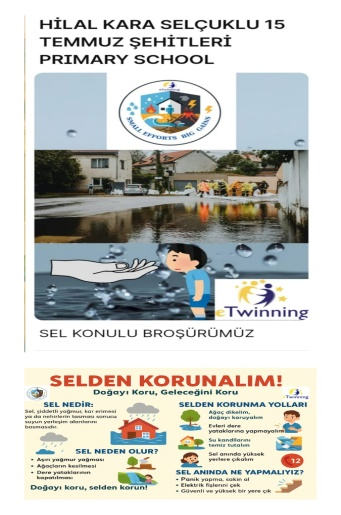 HİLAL KARA SELÇUKLU 15
TEMMUZ ŞEHİTLERİ
PRIMARY SCHOOL
eTwinning
SMALL EFFORTS BIG GAINS
eTwinning
SEL KONULU BROŞÜRÜMÜZ
SELDEN KORUNALIM!
Doğayı Koru, Geleceğini Koru
eTwinning
SEL NEDİR:
Sel, şiddetli yağmur, kar erimesi
ya da nehirlerin taşması sonucu
suyun yerleşim alanlarını
basmasıdır.
SEL NEDEN OLUR?
• Aşırı yağmur yağması
• Ağaçların kesilmesi
• Dere yataklarının
kapatılması
Doğayı koru, selden korun!
SELDEN KORUNMA YOLLARI
Ağaç dikelim,
doğayı koruyalım
Evleri dere
yataklarına yapmayalım
Su kanallarını
temiz tutalım
Sel anında yüksek
yerlere çıkalım
SEL ANINDA NE YAPMALIYIZ?
• Panik yapma, sakin ol
• Elektrik fişlerini çek
• Güvenli ve yüksek bir yere çık